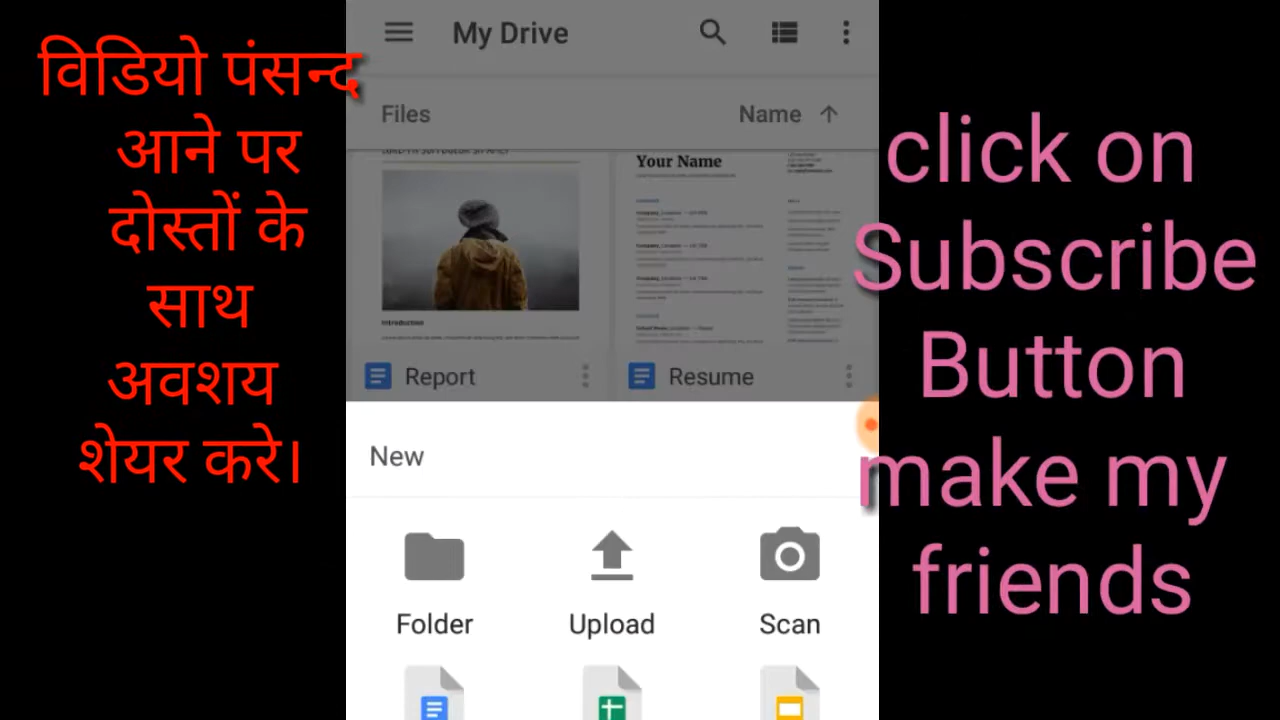 विडियो पंसन्द
आने पर
दोस्तों के
साथ
अवशय
शेयर करे।
My Drive
Files
Name
Your Name
Introduction
Report
Resume
New
Folder
Upload
Scan
click on
Subscribe
Button
make my
friends